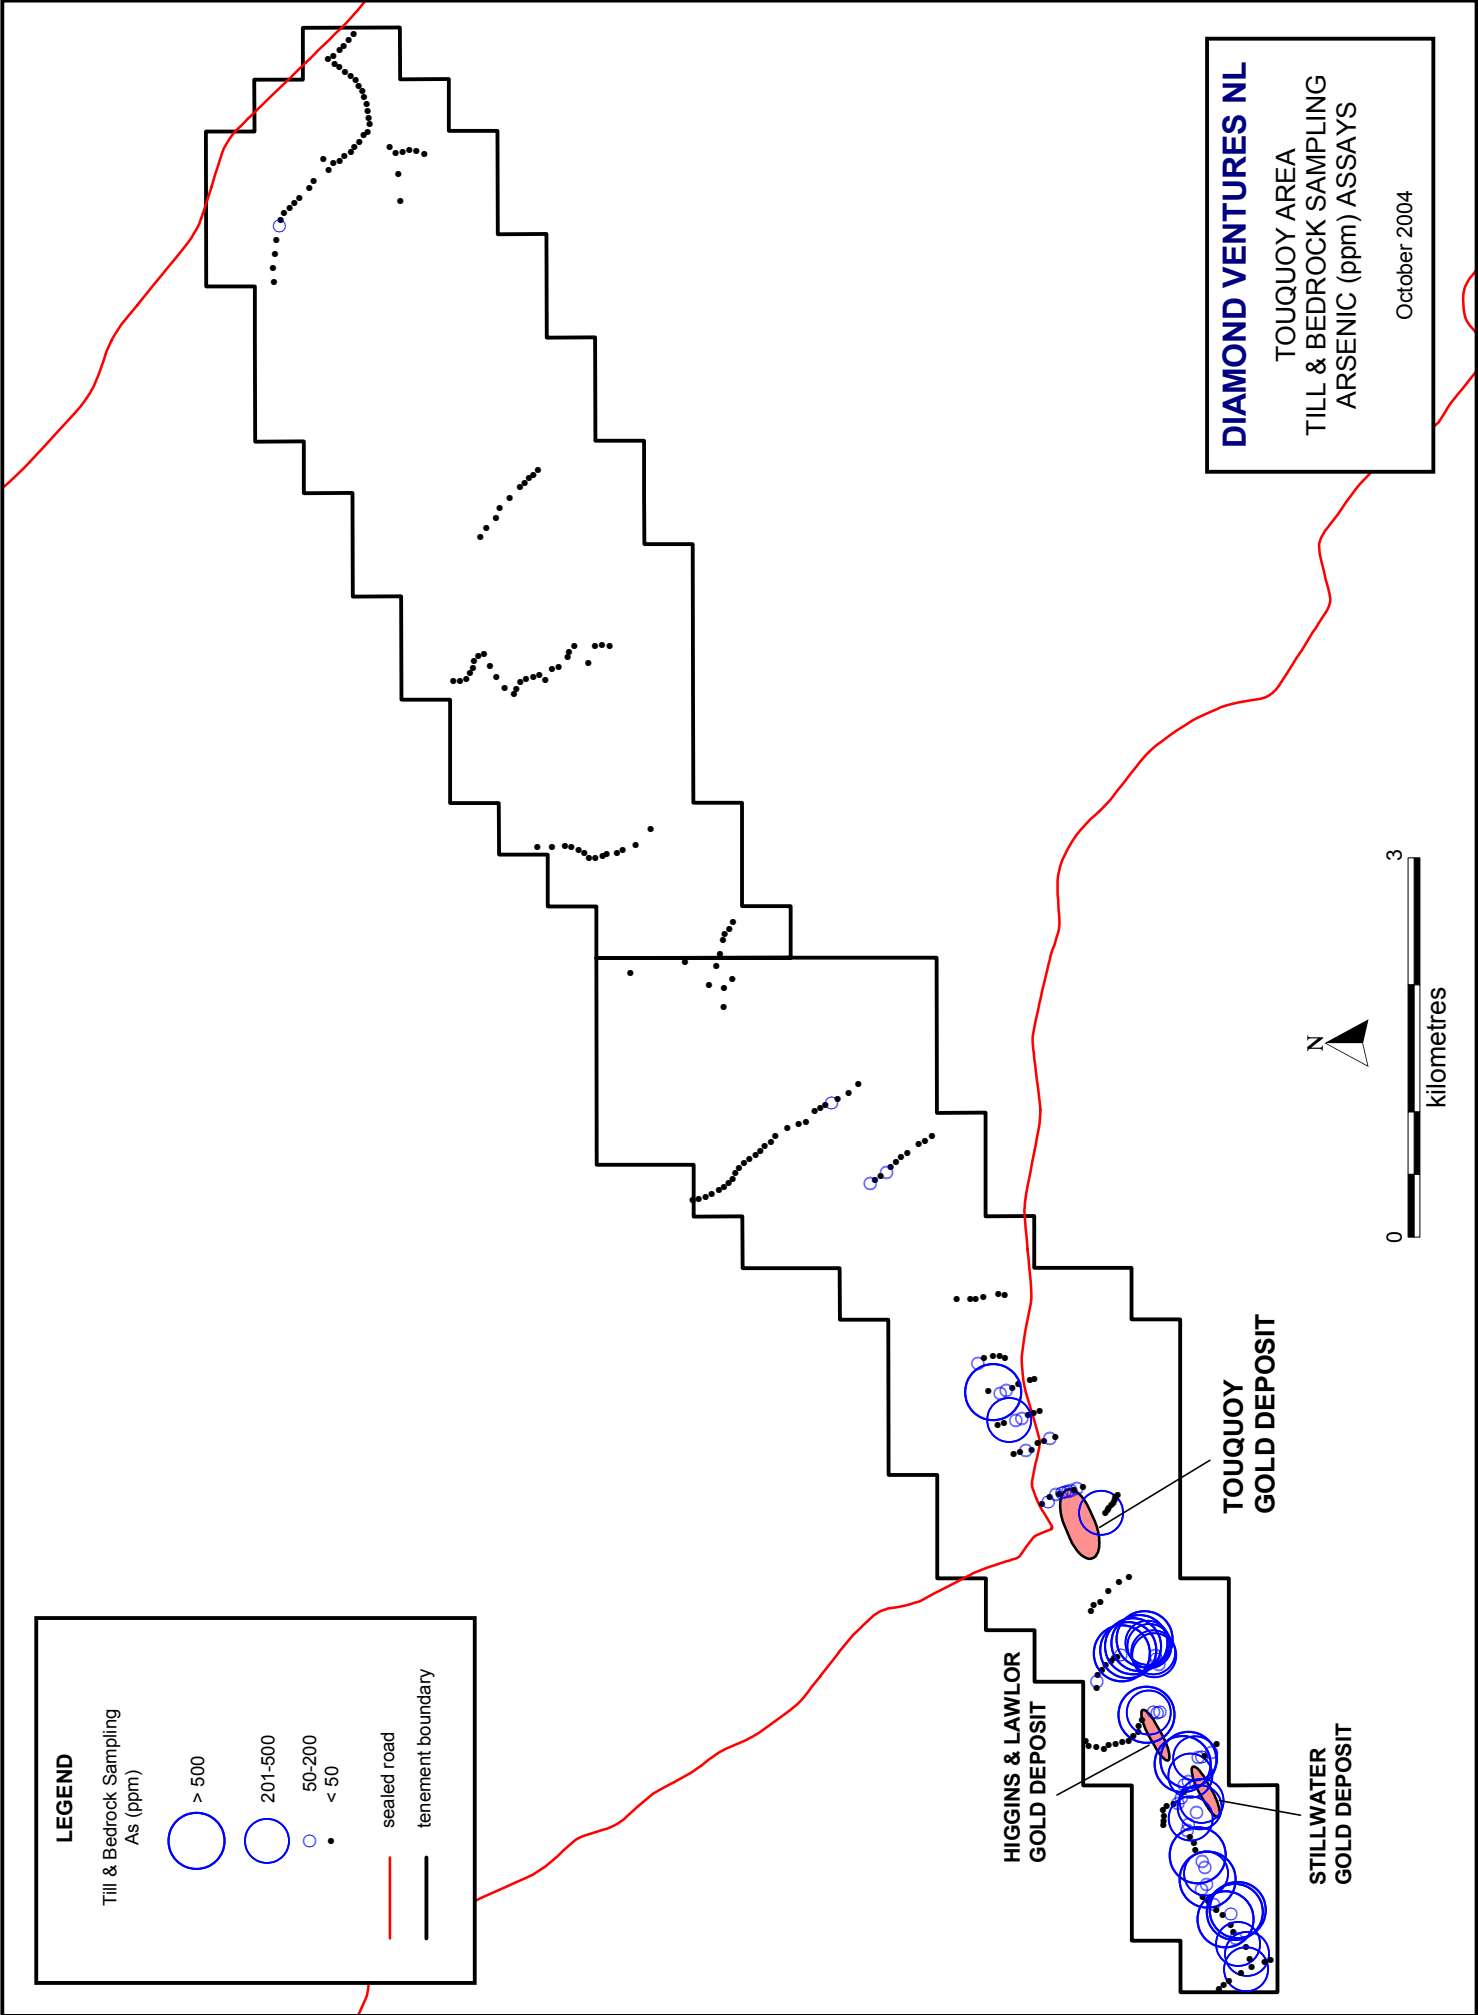 LEGEND
Till & Bedrock Sampling
As (ppm)
> 500
201-500
50-200
< 50
sealed road
tenement boundary
HIGGINS & LAWLOR
GOLD DEPOSIT
STILLWATER
GOLD DEPOSIT
TOUQUOY
GOLD DEPOSIT
N
0
3
kilometres
DIAMOND VENTURES NL
TOUQUOY AREA
TILL & BEDROCK SAMPLING
ARSENIC (ppm) ASSAYS
October 2004